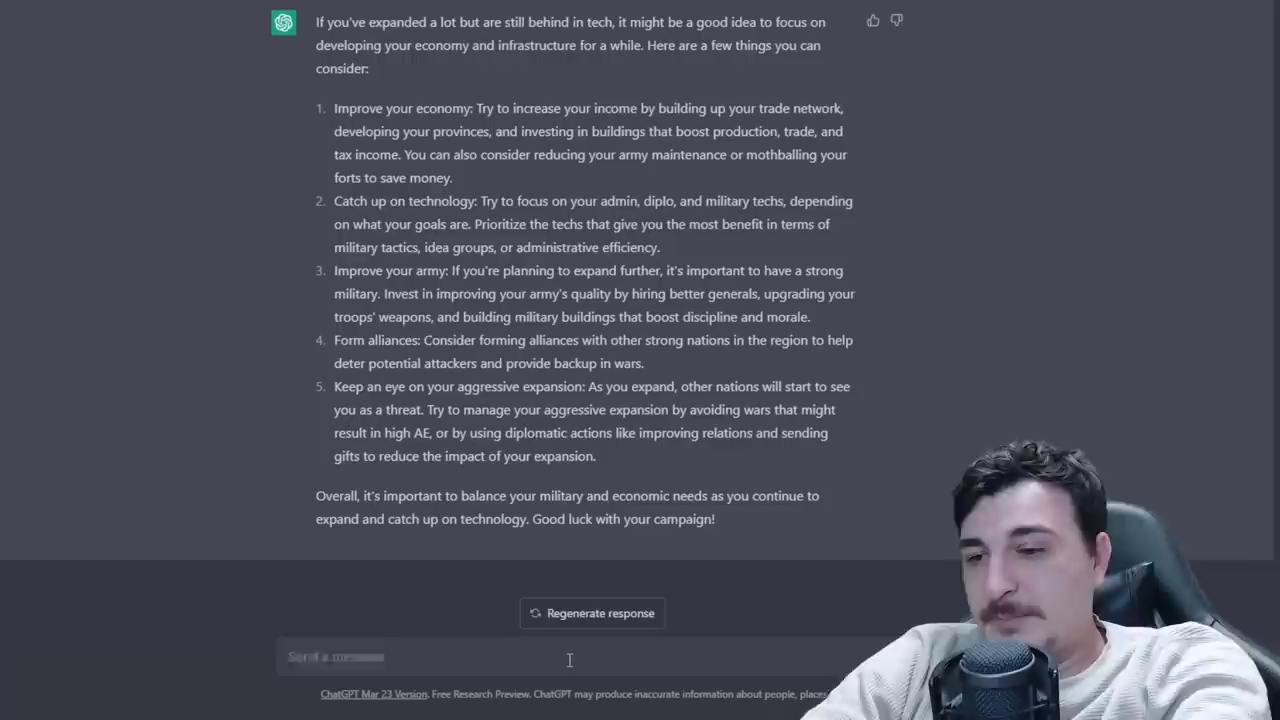 If you've expanded a lot but are still behind in tech, it might be a good idea to focus on
developing your economy and infrastructure for a while. Here are a few things you can
consider:
1. Improve your economy: Try to increase your income by building up your trade network,
developing your provinces, and investing in buildings that boost production, trade, and
tax income. You can also consider reducing your army maintenance or mothballing your
forts to save money.
2. Catch up on technology: Try to focus on your admin, diplo, and military techs, depending
on what your goals are. Prioritize the techs that give you the most benefit in terms of
military tactics, idea groups, or administrative efficiency.
3. Improve your army: If you're planning to expand further, it's important to have a strong
military. Invest in improving your army's quality by hiring better generals, upgrading your
troops' weapons, and building military buildings that boost discipline and morale.
4. Form alliances: Consider forming alliances with other strong nations in the region to help
deter potential attackers and provide backup in wars.
5. Keep an eye on your aggressive expansion: As you expand, other nations will start to see
you as a threat. Try to manage your aggressive expansion by avoiding wars that might
result in high AE, or by using diplomatic actions like improving relations and sending
gifts to reduce the impact of your expansion.
Overall, it's important to balance your military and economic needs as you continue to
expand and catch up on technology. Good luck with your campaign!
Regenerate response
Send a message
ChatGPT Mar 23 Version. Free Research Preview. ChatGPT may produce inaccurate information about people, places,